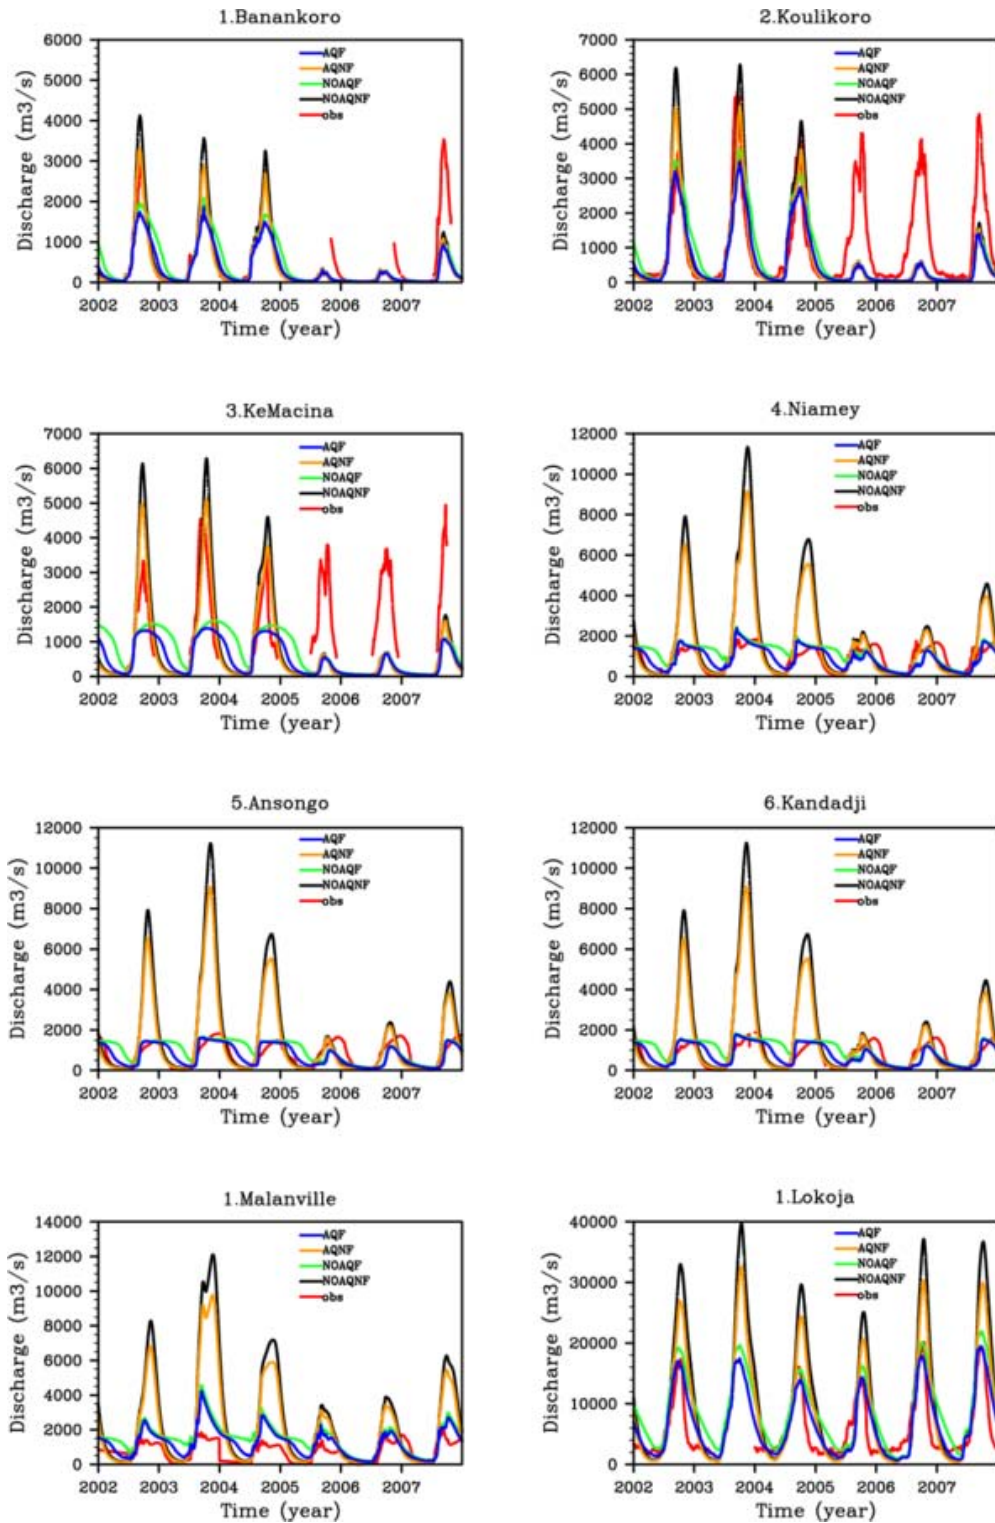 1.Banankoro
Discharge (m3/s)
6000
5000
4000
3000
2000
1000
0
AQF
AQNF
NOAQF
NOAQNF
obs
2002 2003 2004 2005 2006 2007
Time (year)
2.Koulikoro
Discharge (m3/s)
7000
6000
5000
4000
3000
2000
1000
0
AQF
AQNF
NOAQF
NOAQNF
obs
2002 2003 2004 2005 2006 2007
Time (year)
3.KeMacina
Discharge (m3/s)
7000
6000
5000
4000
3000
2000
1000
0
AQF
AQNF
NOAQF
NOAQNF
obs
2002 2003 2004 2005 2006 2007
Time (year)
4.Niamey
Discharge (m3/s)
12000
10000
8000
6000
4000
2000
0
AQF
AQNF
NOAQF
NOAQNF
obs
2002 2003 2004 2005 2006 2007
Time (year)
5.Ansongo
Discharge (m3/s)
12000
10000
8000
6000
4000
2000
0
AQF
AQNF
NOAQF
NOAQNF
obs
2002 2003 2004 2005 2006 2007
Time (year)
6.Kandadji
Discharge (m3/s)
12000
10000
8000
6000
4000
2000
0
AQF
AQNF
NOAQF
NOAQNF
obs
2002 2003 2004 2005 2006 2007
Time (year)
1.Malanville
Discharge (m3/s)
14000
12000
10000
8000
6000
4000
2000
0
AQF
AQNF
NOAQF
NOAQNF
obs
2002 2003 2004 2005 2006 2007
Time (year)
1.Lokoja
Discharge (m3/s)
40000
30000
20000
10000
0
AQF
AQNF
NOAQF
NOAQNF
obs
2002 2003 2004 2005 2006 2007
Time (year)